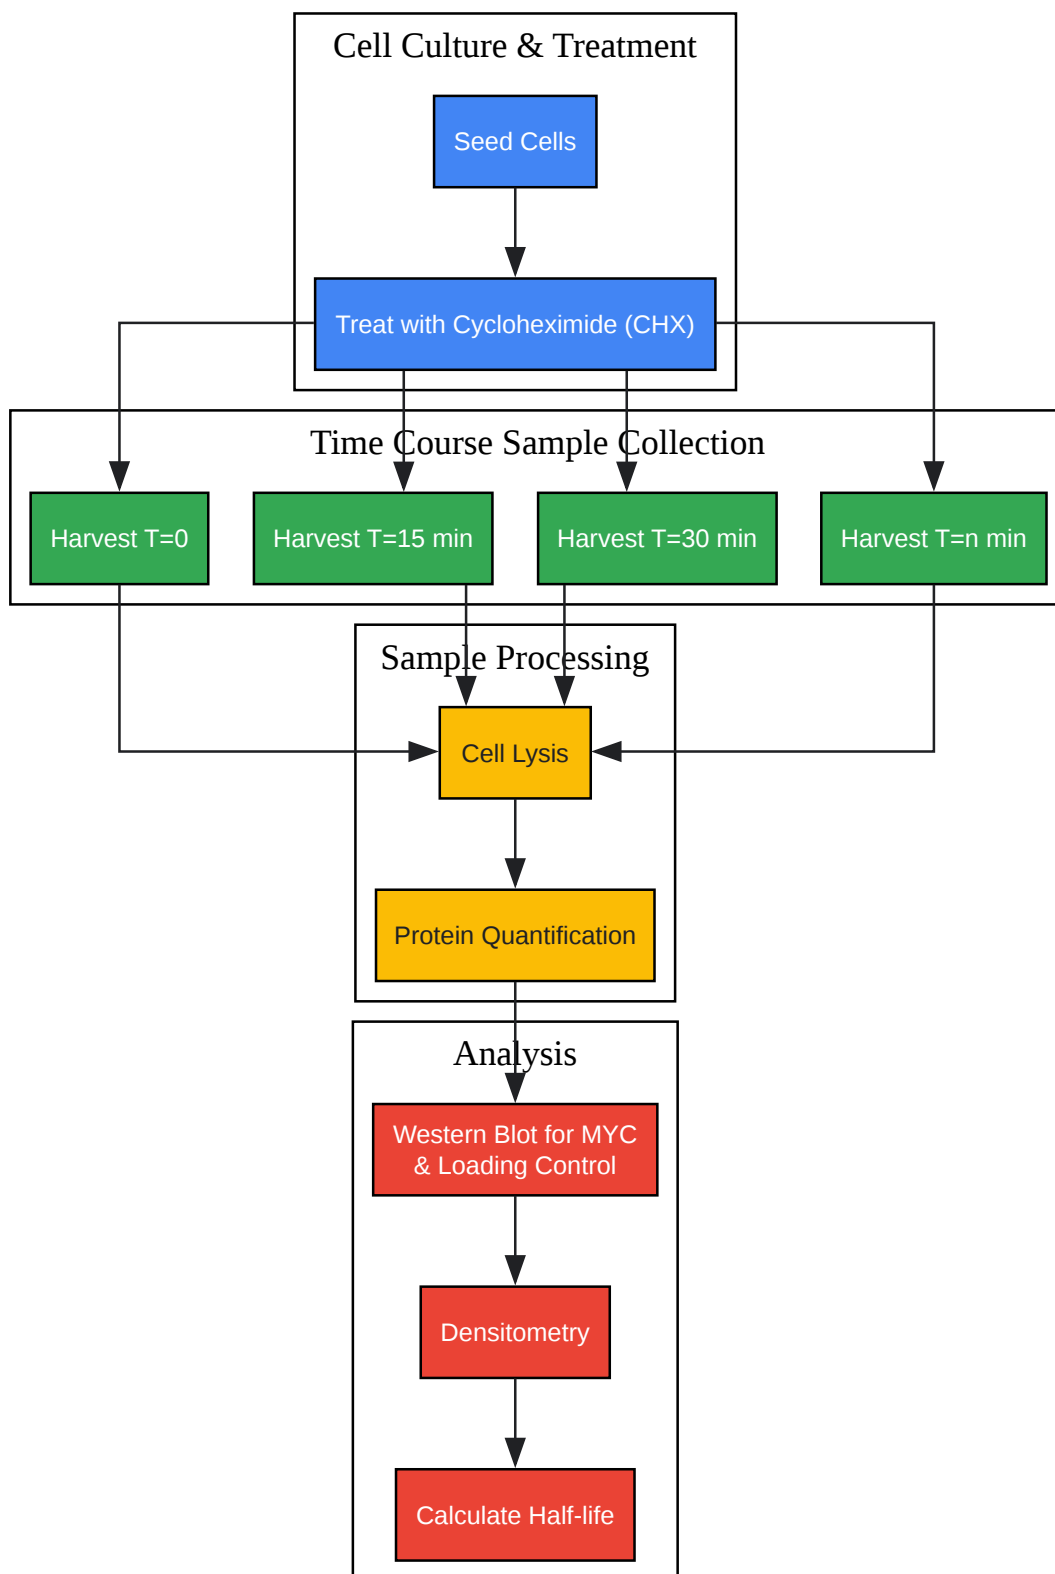 Cell Culture & Treatment
Seed Cells
Treat with Cycloheximide (CHX)
Time Course Sample Collection
Harvest T=0
Harvest T=15 min
Harvest T=30 min
Harvest T=n min
Sample Processing
Cell Lysis
Protein Quantification
Analysis
Western Blot for MYC
& Loading Control
Densitometry
Calculate Half-life